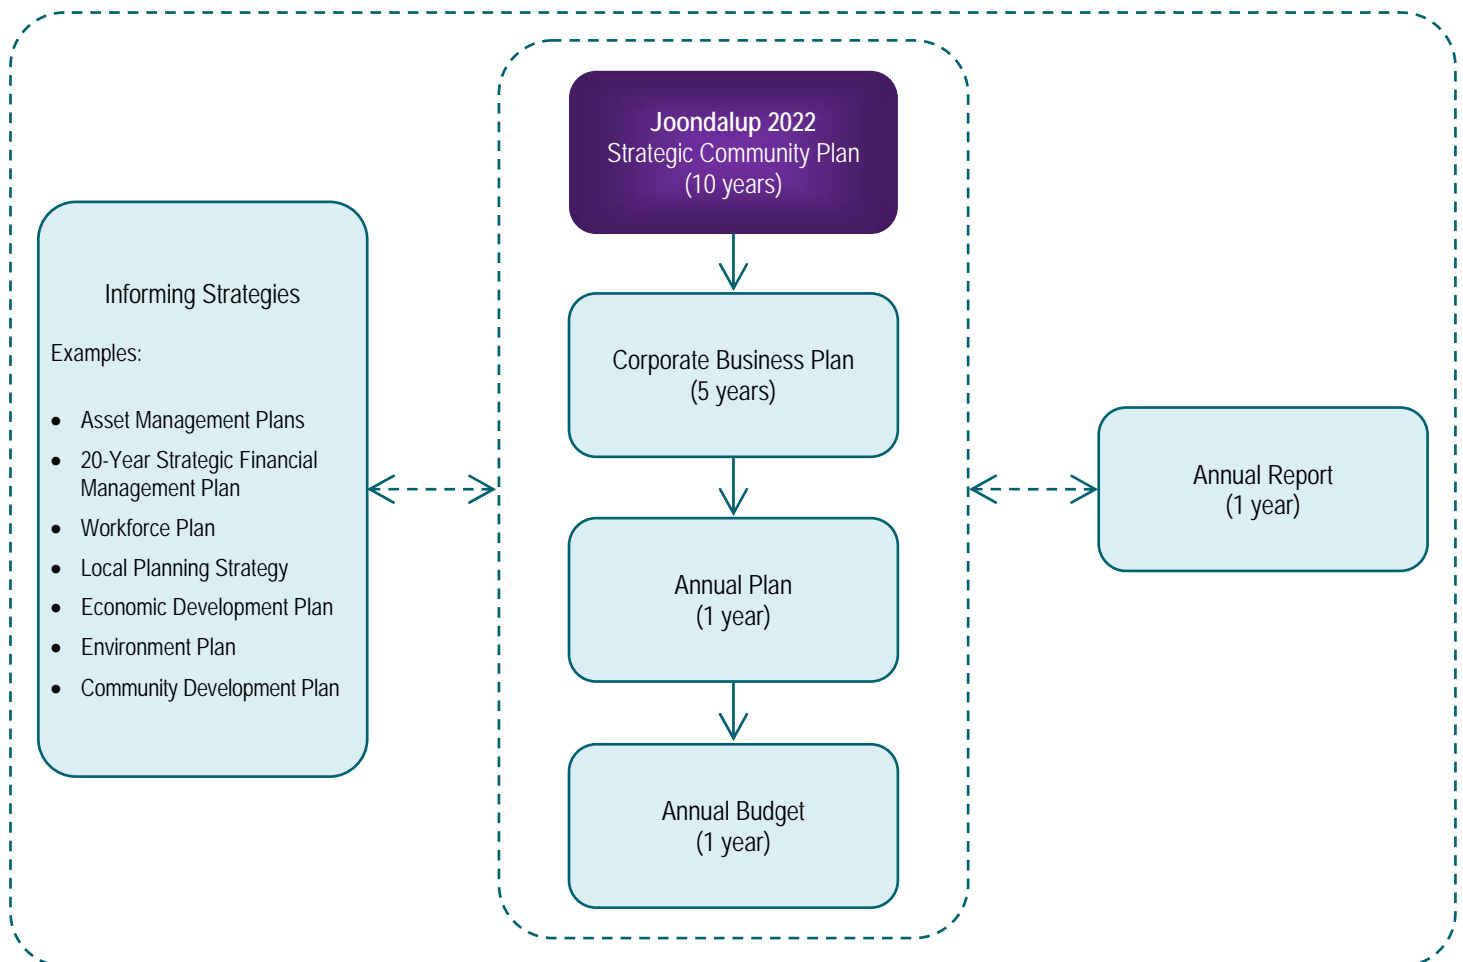 Joondalup 2022
Strategic Community Plan
(10 years)
Informing Strategies
Examples:
• Asset Management Plans
• 20-Year Strategic Financial
Management Plan
• Workforce Plan
• Local Planning Strategy
• Economic Development Plan
• Environment Plan
• Community Development Plan
Corporate Business Plan
(5 years)
Annual Plan
(1 year)
Annual Budget
(1 year)
Annual Report
(1 year)